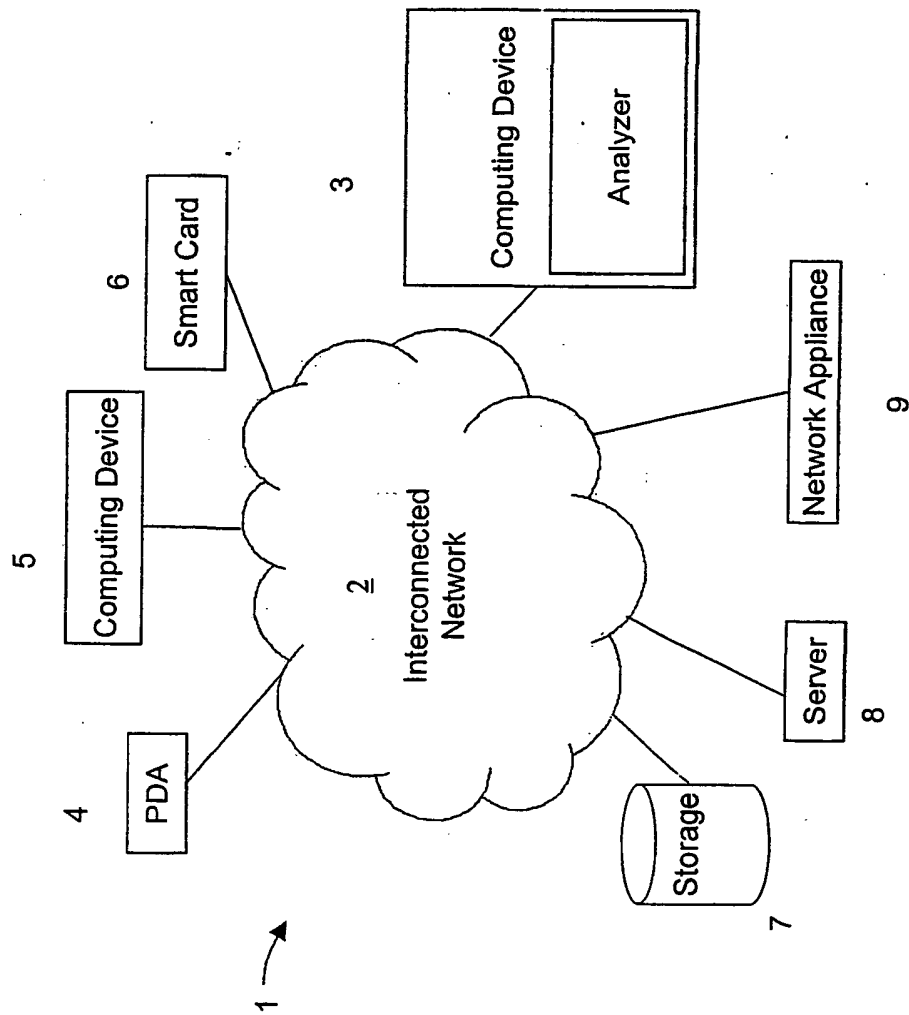 5
6
4
Computing Device
Smart Card
PDA
3
2
Interconnected
Network
Computing Device
Analyzer
1
Storage
Server
Network Appliance
7
8
9